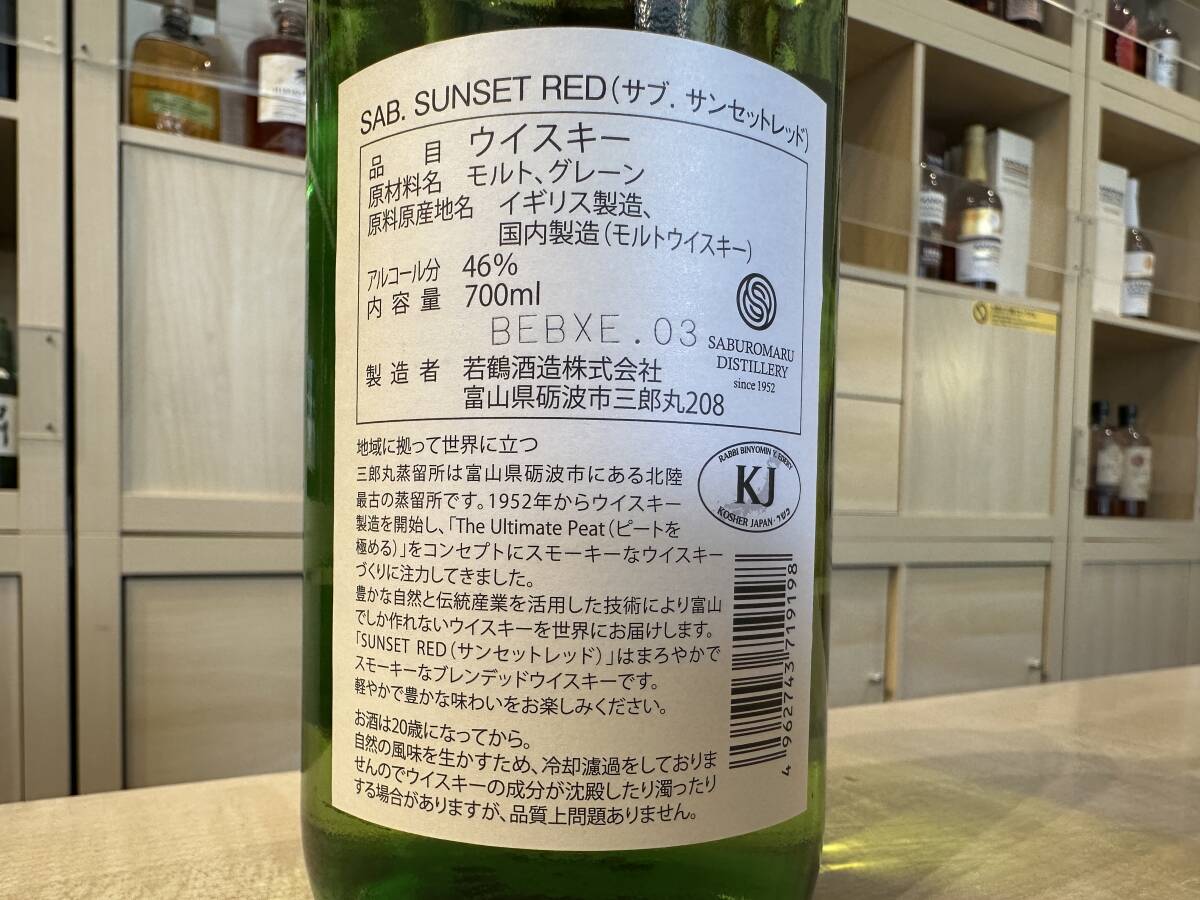 SAB. SUNSET RED(サブ. サンセットレッド)
品目 ウイスキー
原材料名 モルト、グレーン
原料原産地名 イギリス製造、
国内製造(モルトウイスキー)
アルコール分 46%
内容量 700ml
BEBXE.03
SABUROMARU
DISTILLERY
since 1952
製造者 若鶴酒造株式会社
富山県砺波市三郎丸208
地域に拠って世界に立つ
三郎丸蒸留所は富山県砺波市にある北陸
最古の蒸留所です。1952年からウイスキー
製造を開始し、「The Ultimate Peat(ピートを
極める)」をコンセプトにスモーキーなウイスキー
づくりに注力してきました。
豊かな自然と伝統産業を活用した技術により富山
でしか作れないウイスキーを世界にお届けします。
「SUNSET RED(サンセットレッド)」はまろやかで
スモーキーなブレンデッドウイスキーです。
軽やかで豊かな味わいをお楽しみください。
お酒は20歳になってから。
自然の風味を生かすため、冷却濾過をしておりま
せんのでウイスキーの成分が沈殿したり濁ったり
する場合がありますが、品質上問題ありません。
RABBI BINYOMIN Y. EDERY
KJ
KOSHER JAPAN · כשר
4 962743 719198